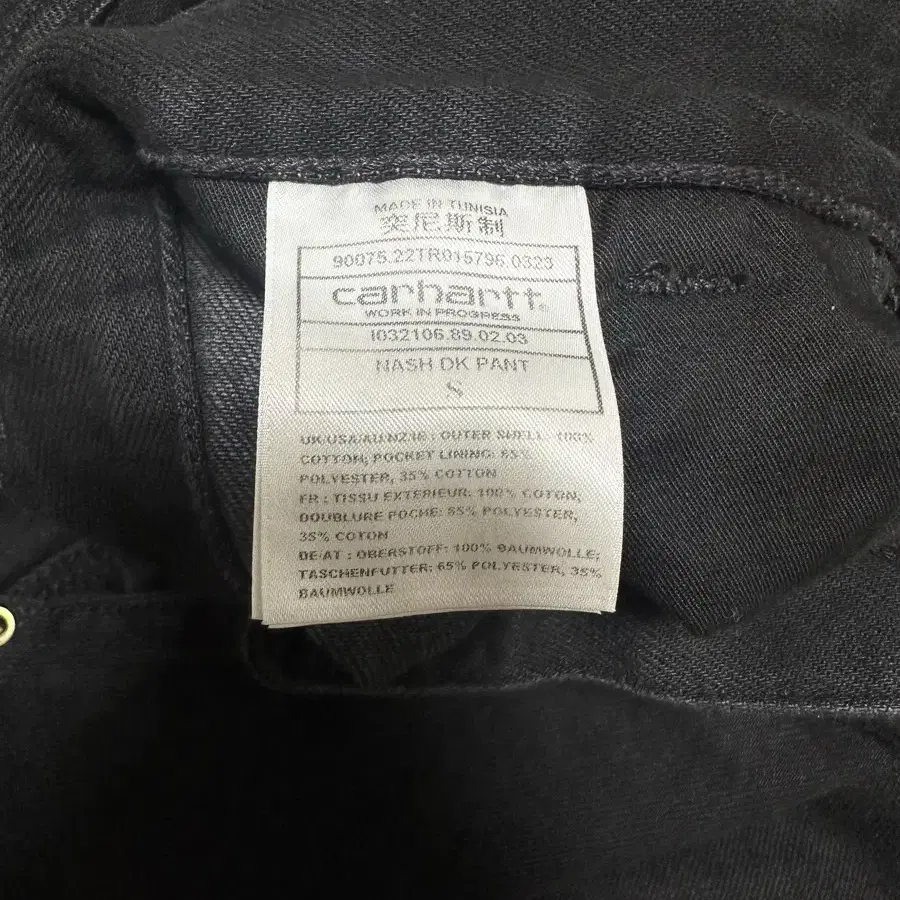 MADE IN TUNISIA
突尼斯制
90075.22TR015795.0323
carhartt®
WORK IN PROGRESS
I032106.89.02.03
NASH DK PANT
S
UK/USA/AU/NZ/IE : OUTER SHELL: 100%
COTTON; POCKET LINING: 65%
POLYESTER, 35% COTTON
FR : TISSU EXTERIEUR: 100% COTON,
DOUBLURE POCHE: 65% POLYESTER,
35% COTON
DE/AT : OBERSTOFF: 100% BAUMWOLLE;
TASCHENFUTTER: 65% POLYESTER, 35%
BAUMWOLLE